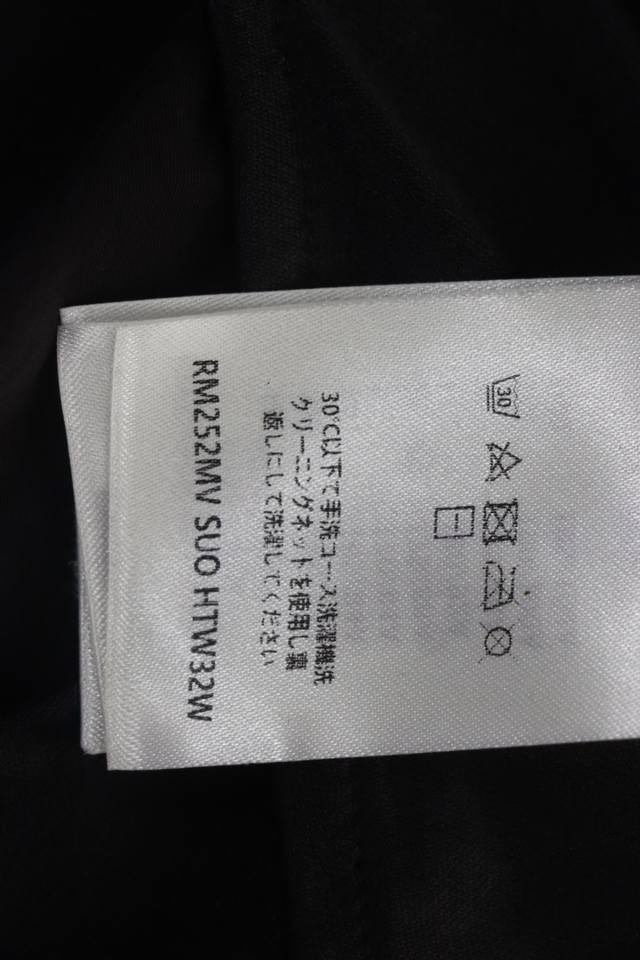 30
30℃以下で手洗コース洗濯機洗
クリーニングネットを使用し裏
返しにして洗濯してください
RM252MV SUO HTW32W